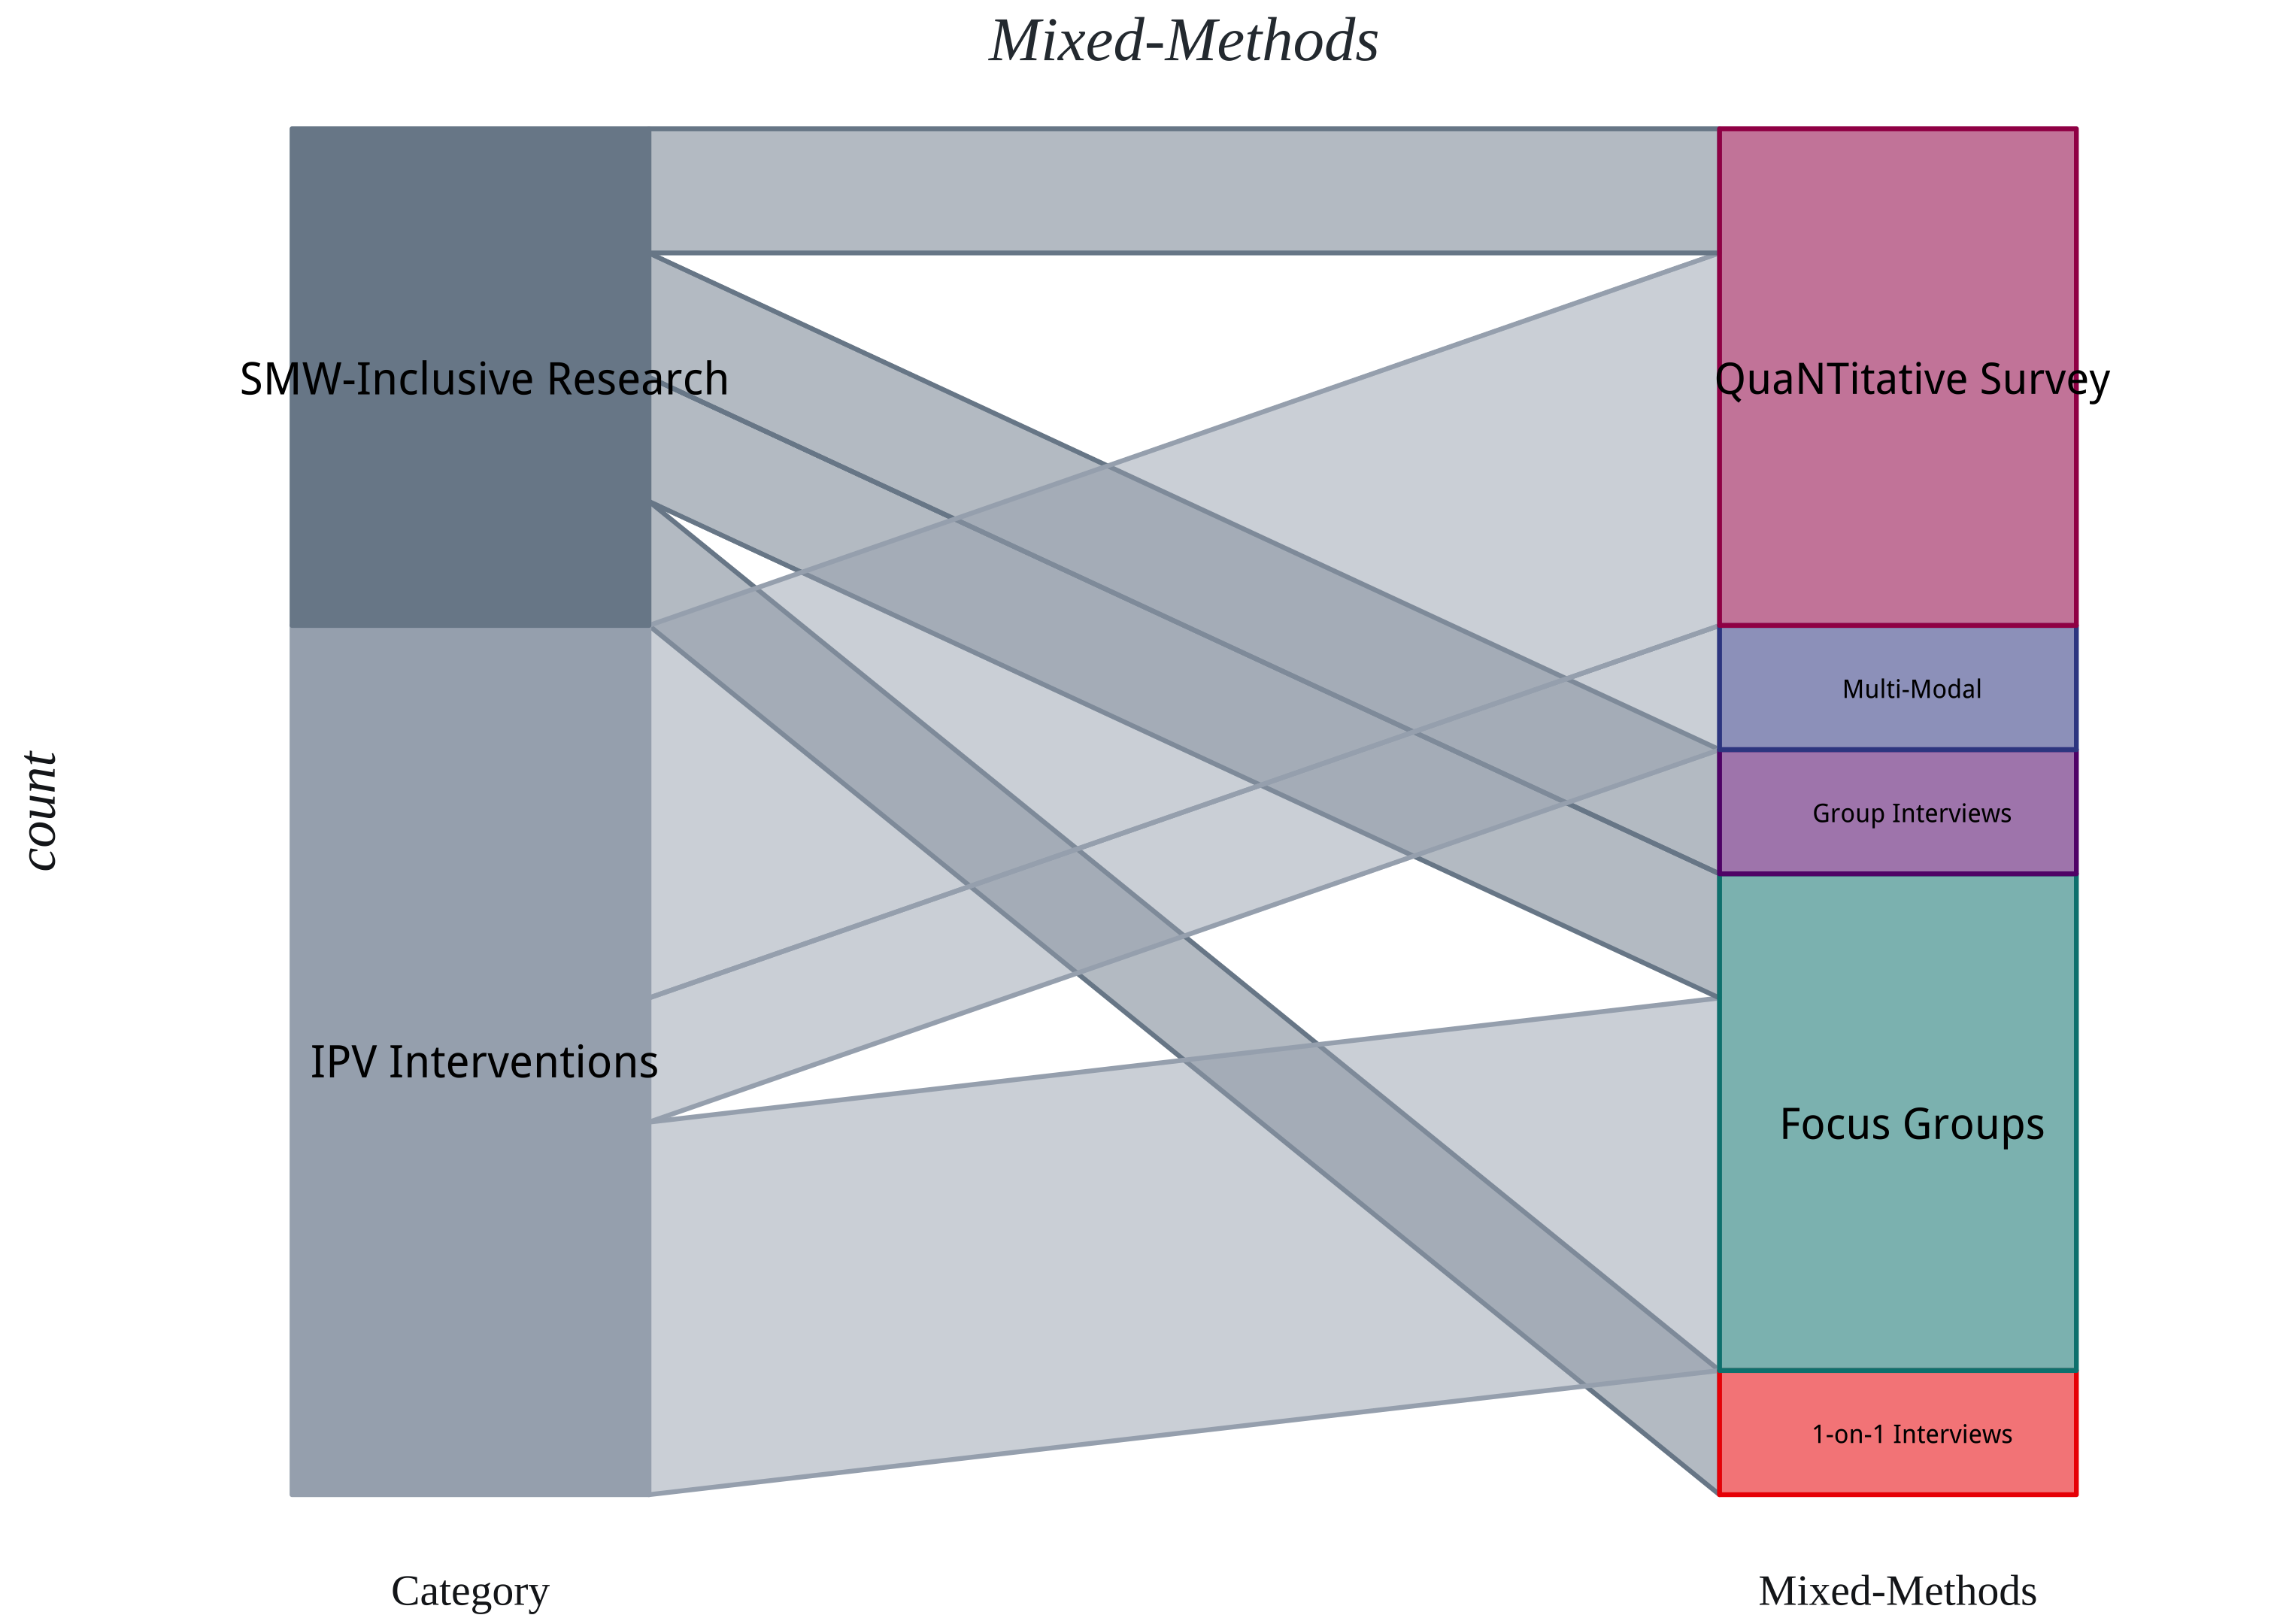 Mixed-Methods
SMW-Inclusive Research
QuaNTitative Survey
Multi-Modal
Group Interviews
count
IPV Interventions
Focus Groups
1-on-1 Interviews
Category
Mixed-Methods